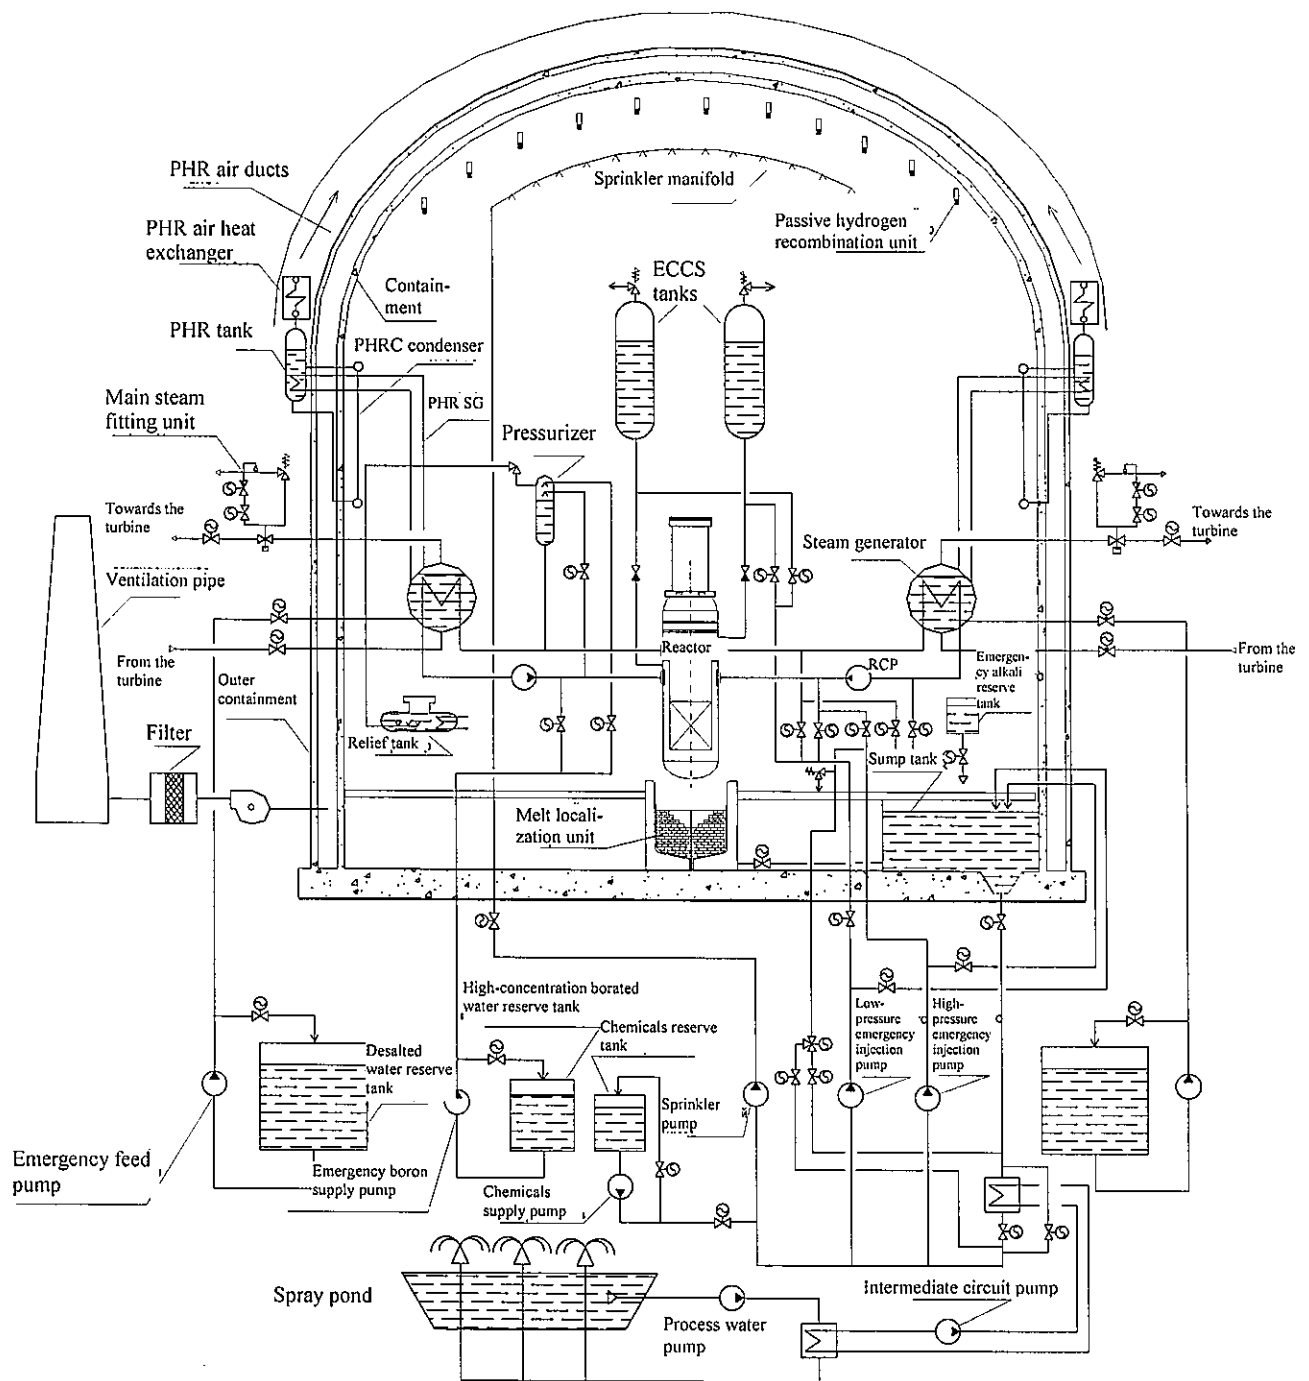 PHR air ducts
Sprinkler manifold
PHR air heat
exchanger
Passive hydrogen
recombination unit
ECCS
tanks
Contain-
ment
PHR tank
PHRC condenser
Main steam
fitting unit
PHR SG
Pressurizer
Towards the
turbine
Towards the
turbine
Steam generator
Ventilation pipe
Reactor
From the
turbine
RCP
Emergen-
cy alkali
reserve
tank
From the
turbine
Outer
containment
Filter
Relief tank
Sump tank
Melt locali-
zation unit
High-concentration borated
water reserve tank
Chemicals reserve
tank
Low-
pressure
emergency
injection
pump
High-
pressure
emergency
injection
pump
Desalted
water reserve
tank
Sprinkler
pump
Emergency feed
pump
Emergency boron
supply pump
Chemicals
supply pump
Spray pond
Process water
pump
Intermediate circuit pump